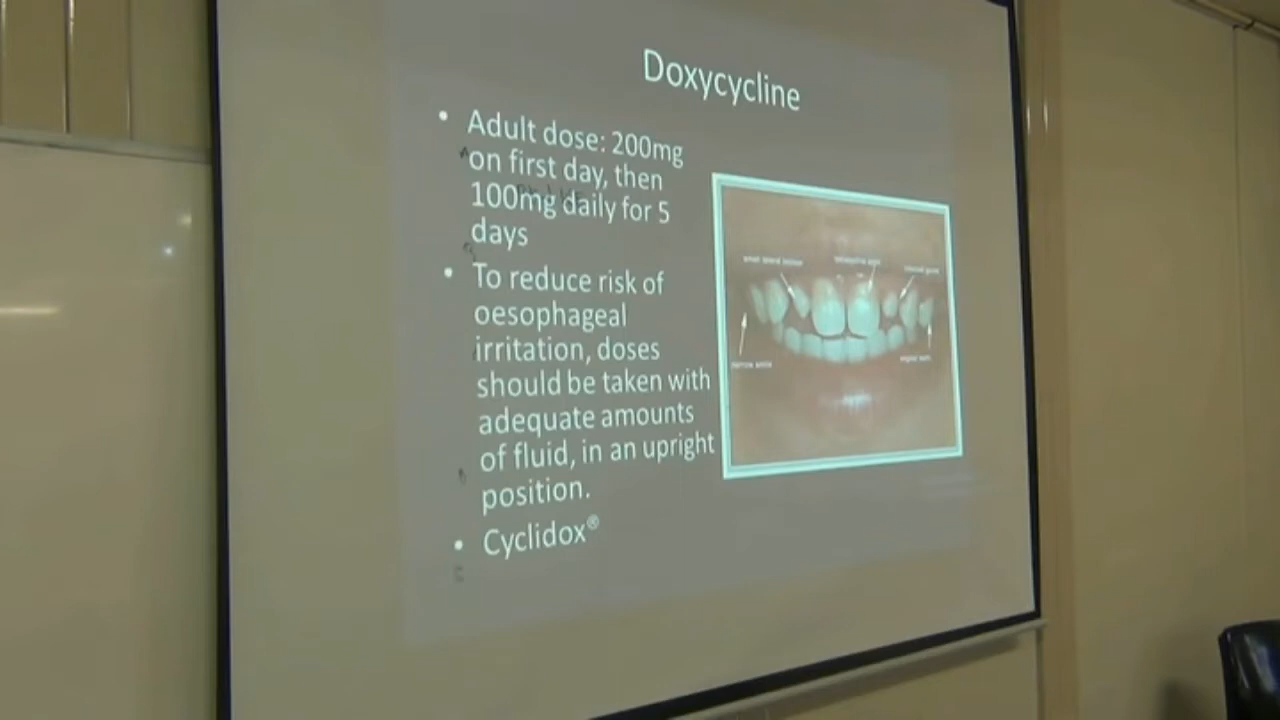 Doxycycline
• Adult dose: 200mg
on first day, then
100mg daily for 5
days
• To reduce risk of
oesophageal
irritation, doses
should be taken with
adequate amounts
of fluid, in an upright
position.
• Cyclidox®